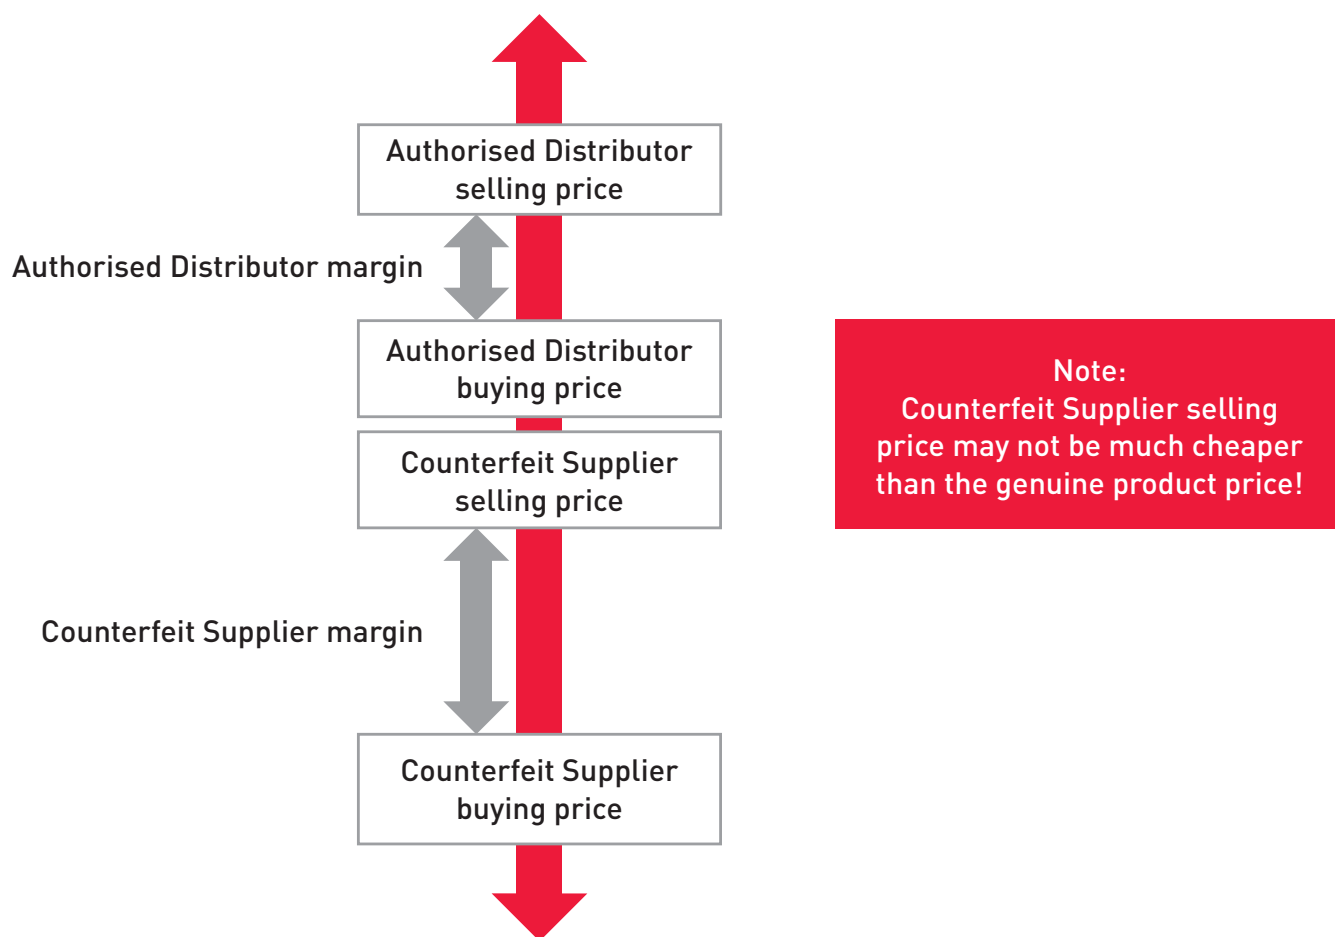 Authorised Distributor
selling price
Authorised Distributor margin
Authorised Distributor
buying price
Counterfeit Supplier
selling price
Note:
Counterfeit Supplier selling
price may not be much cheaper
than the genuine product price!
Counterfeit Supplier margin
Counterfeit Supplier
buying price